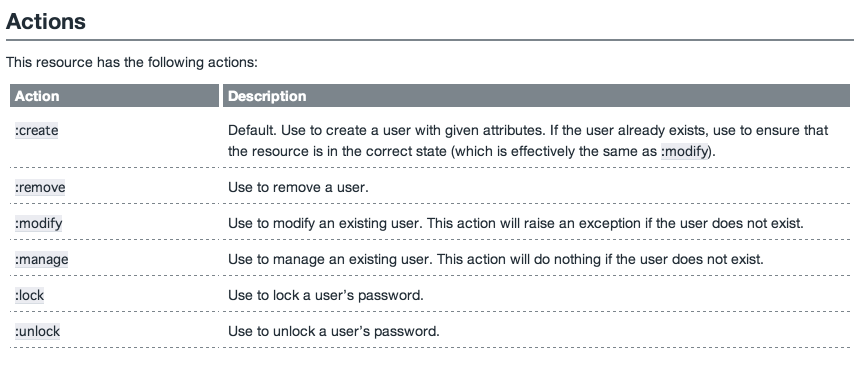 Actions
This resource has the following actions:
Action Description
:create Default. Use to create a user with given attributes. If the user already exists, use to ensure that
the resource is in the correct state (which is effectively the same as :modify).
:remove Use to remove a user.
:modify Use to modify an existing user. This action will raise an exception if the user does not exist.
:manage Use to manage an existing user. This action will do nothing if the user does not exist.
:lock Use to lock a user's password.
:unlock Use to unlock a user's password.